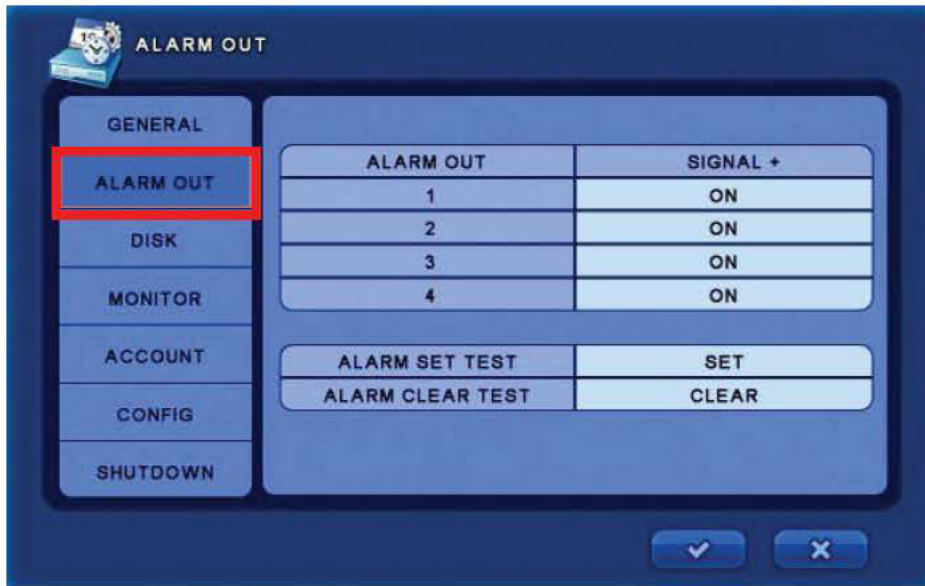 ALARM OUT
GENERAL
ALARM OUT
DISK
MONITOR
ACCOUNT
CONFIG
SHUTDOWN
ALARM OUT SIGNAL +
1 ON
2 ON
3 ON
4 ON
ALARM SET TEST SET
ALARM CLEAR TEST CLEAR